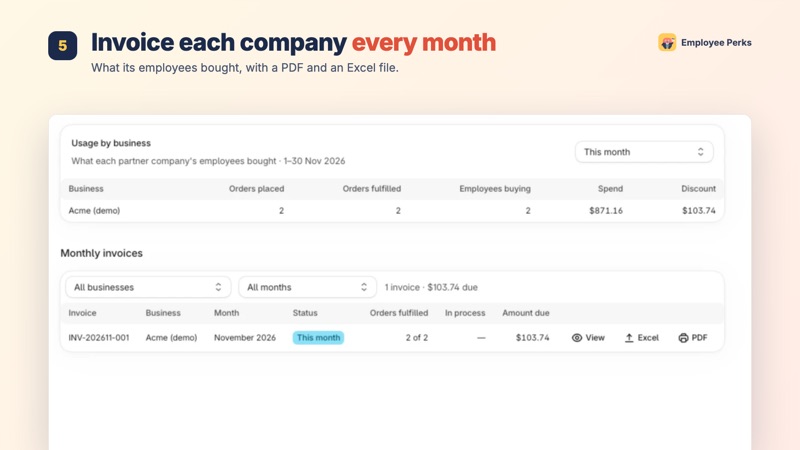 5
Invoice each company every month
What its employees bought, with a PDF and an Excel file.
Employee Perks
Usage by business
What each partner company's employees bought · 1–30 Nov 2026
This month
Business Orders placed Orders fulfilled Employees buying Spend Discount
Acme (demo) 2 2 2 $871.16 $103.74
Monthly invoices
All businesses All months 1 invoice · $103.74 due
Invoice Business Month Status Orders fulfilled In process Amount due
INV-202611-001 Acme (demo) November 2026 This month 2 of 2 — $103.74 View Excel PDF